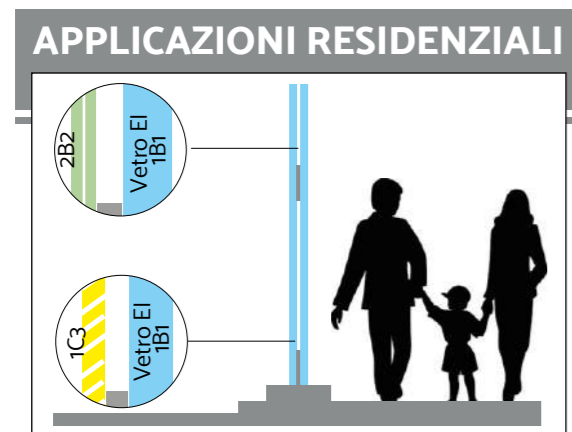 APPLICAZIONI RESIDENZIALI
2B2
Vetro EI
1B1
1C3
Vetro EI
1B1